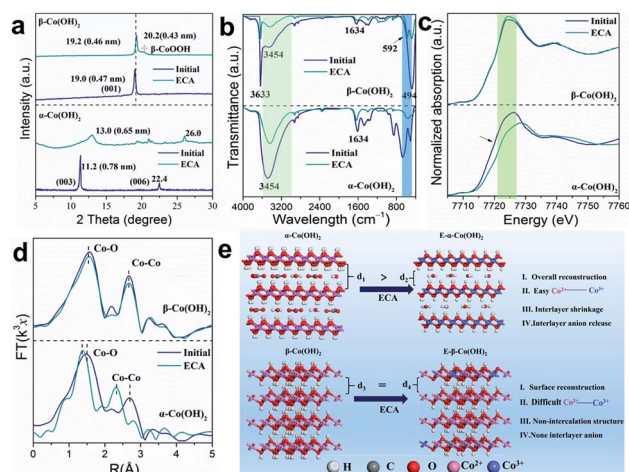 a
β-Co(OH)2
20.2(0.43 nm)
19.2 (0.46 nm)
β-CoOOH
Initial
ECA
19.0 (0.47 nm)
(001)
α-Co(OH)2
13.0 (0.65 nm)
26.0
Initial
ECA
11.2 (0.78 nm)
(003)
(006)
22.4
5 10 15 20 25 30
2 Theta (degree)
Intensity (a.u.)
b
1634
592
3454
Initial
ECA
3633
β-Co(OH)2
494
1634
Initial
ECA
3454
α-Co(OH)2
4000 3200 2400 1600 800
Wavelength (cm−1)
Transmittance (a.u.)
c
Initial
ECA
β-Co(OH)2
Initial
ECA
α-Co(OH)2
7710 7720 7730 7740 7750 7760
Energy (eV)
Normalized absorption (a.u.)
d
Co-O
Co-Co
β-Co(OH)2
Co-O
Initial
ECA
Co-Co
α-Co(OH)2
0 1 2 3 4 5
R(Å)
FT(k3.x)
e
α-Co(OH)2
E-α-Co(OH)2
d1 > d2
ECA
I. Overall reconstruction
II. Easy Co2+ Co3+
III. Interlayer shrinkage
IV.Interlayer anion release
β-Co(OH)2
E-β-Co(OH)2
d3 = d4
ECA
I. Surface reconstruction
II. Difficult Co2+ Co3+
III. Non-intercalation structure
IV.None interlayer anion
H C O Co2+ Co3+